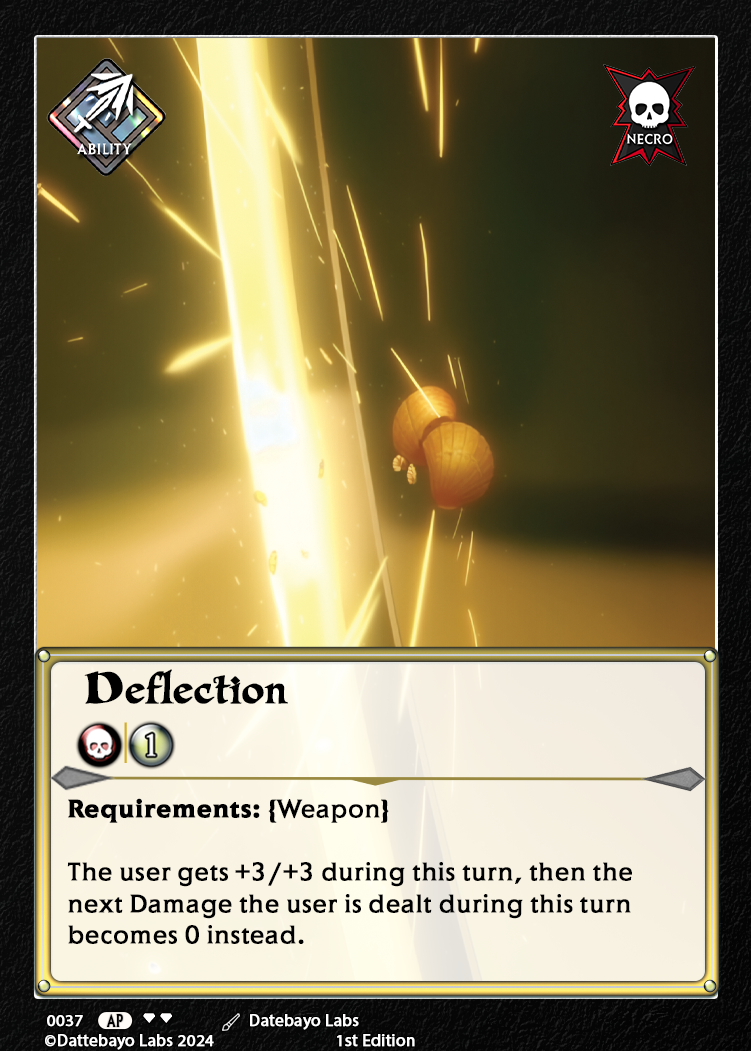 ABILITY
NECRO
Deflection
1
Requirements: {Weapon}
The user gets +3/+3 during this turn, then the
next Damage the user is dealt during this turn
becomes 0 instead.
0037 AP Datebayo Labs
©Dattebayo Labs 2024 1st Edition